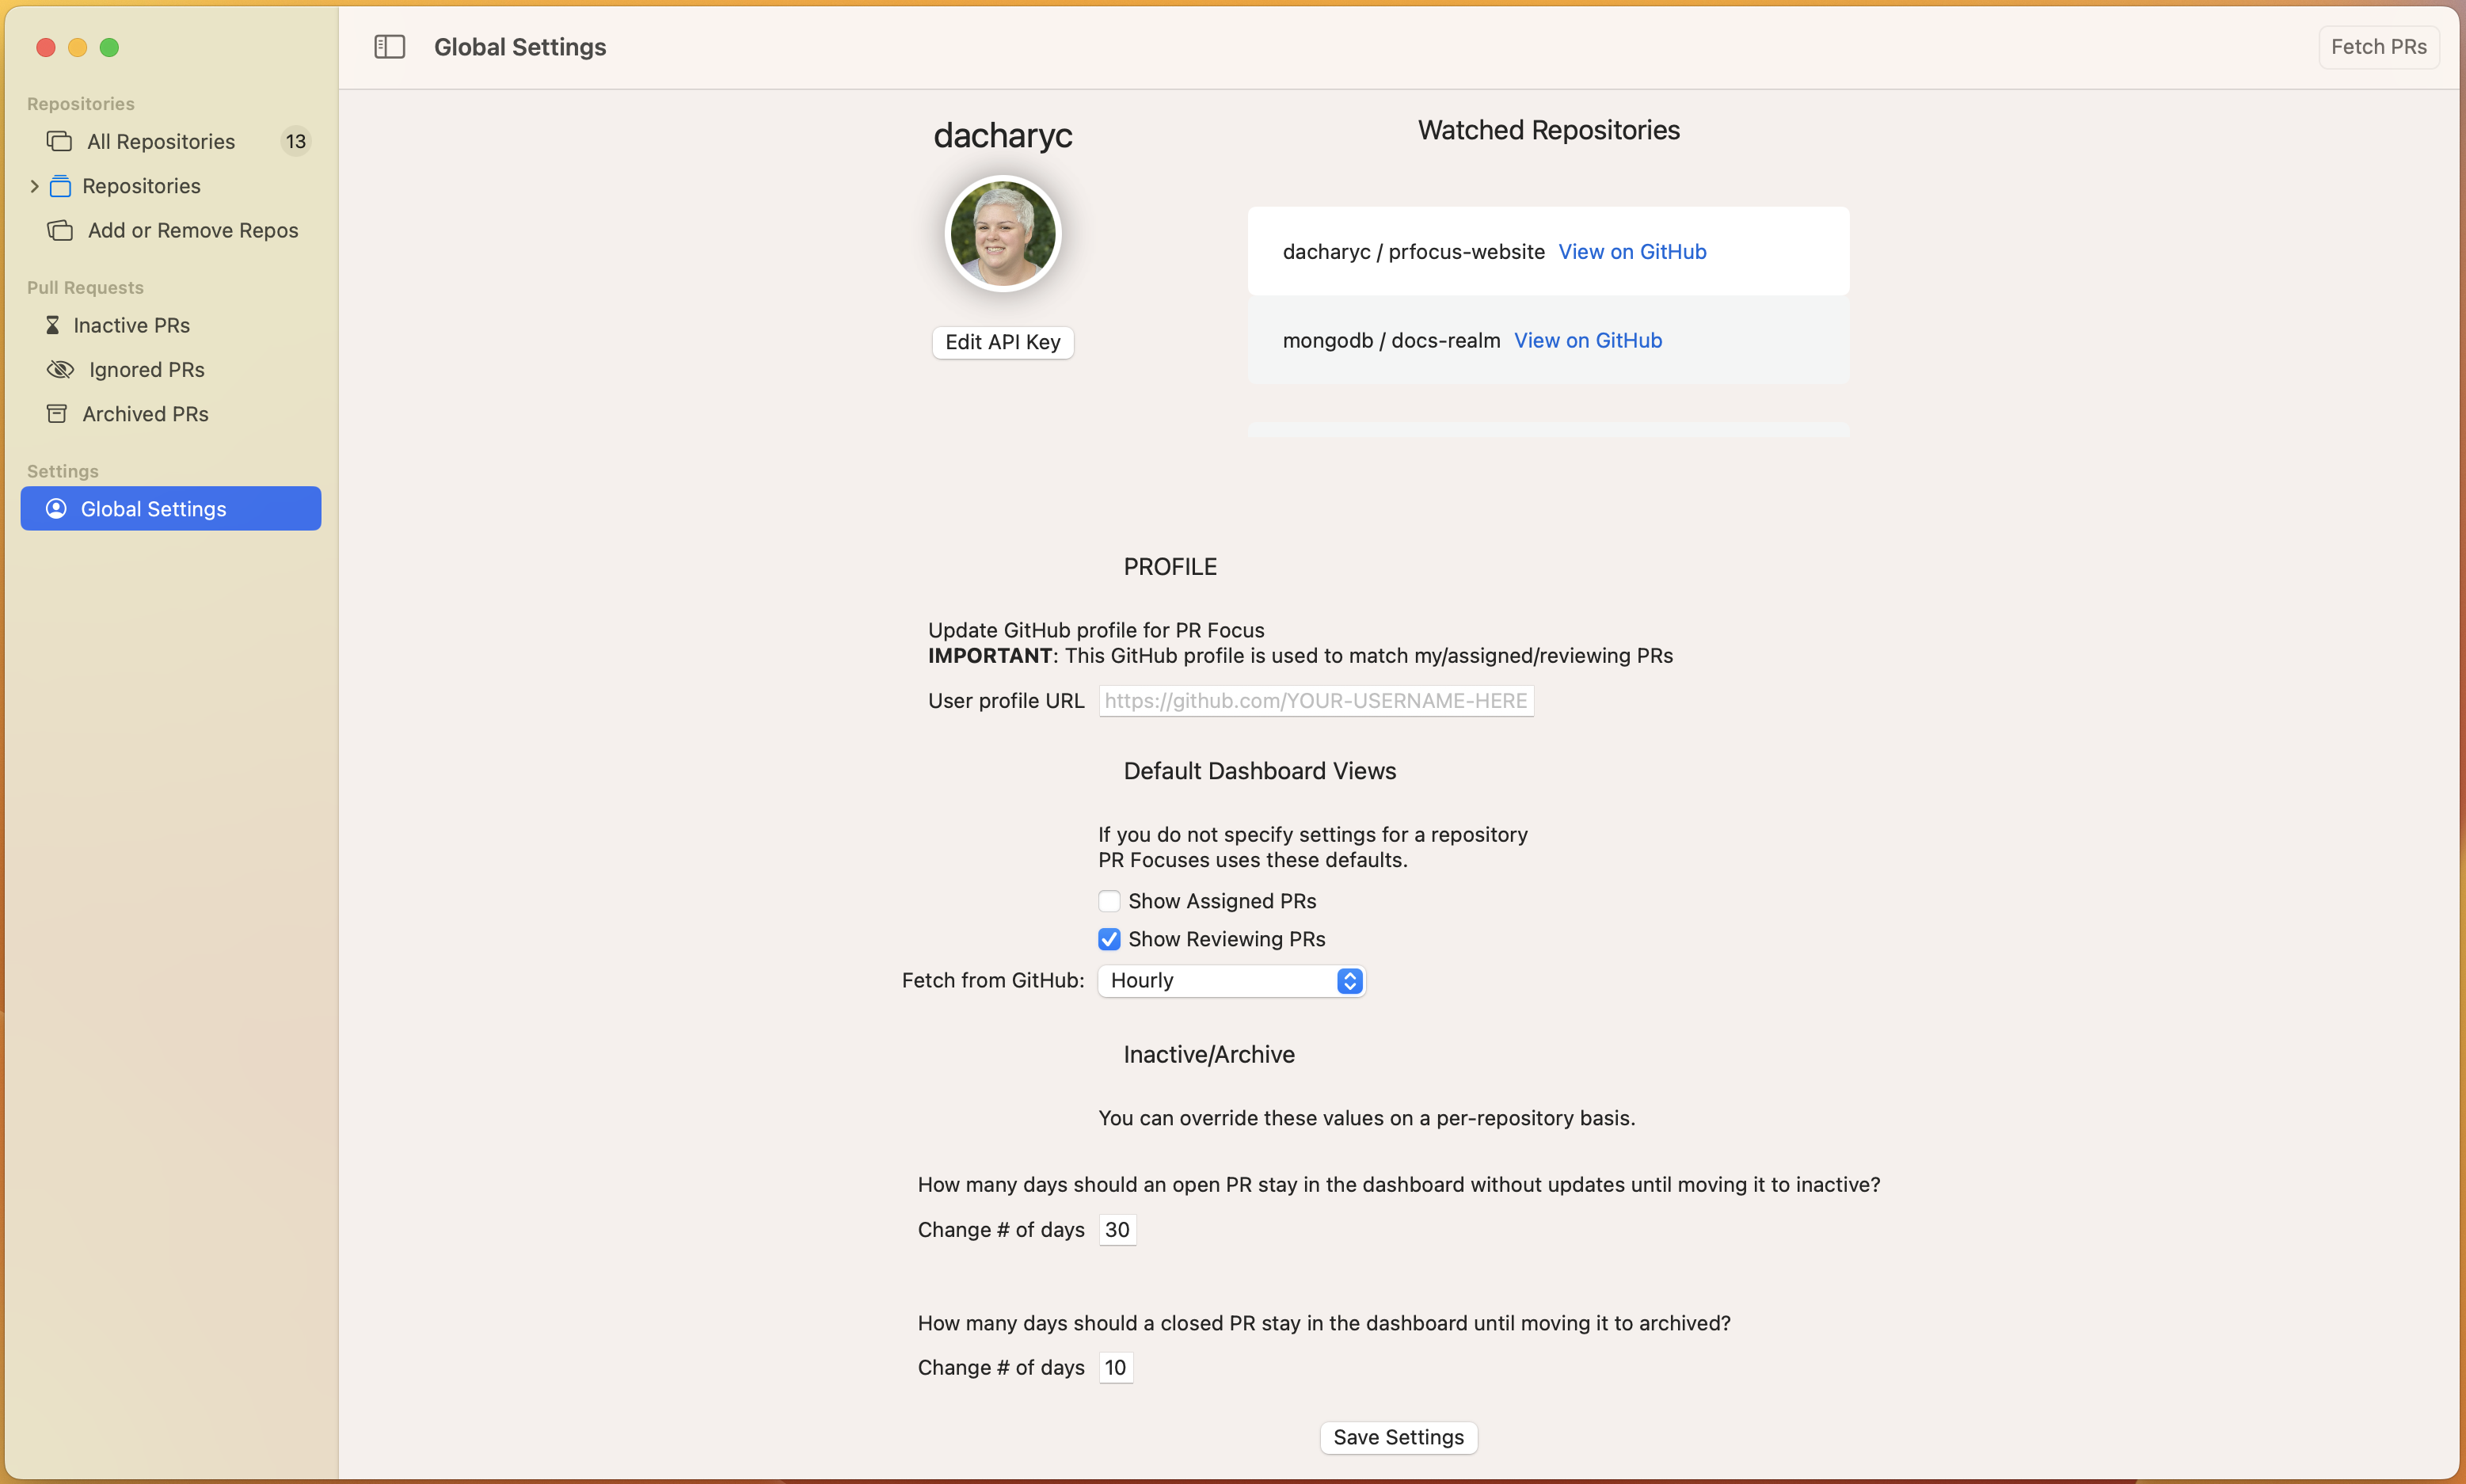 Global Settings
Fetch PRs
Repositories
All Repositories 13
Repositories
Add or Remove Repos
Pull Requests
Inactive PRs
Ignored PRs
Archived PRs
Settings
Global Settings
dacharyc
Edit API Key
Watched Repositories
dacharyc / prfocus-website View on GitHub
mongodb / docs-realm View on GitHub
PROFILE
Update GitHub profile for PR Focus
IMPORTANT: This GitHub profile is used to match my/assigned/reviewing PRs
User profile URL https://github.com/YOUR-USERNAME-HERE
Default Dashboard Views
If you do not specify settings for a repository
PR Focuses uses these defaults.
Show Assigned PRs
Show Reviewing PRs
Fetch from GitHub: Hourly
Inactive/Archive
You can override these values on a per-repository basis.
How many days should an open PR stay in the dashboard without updates until moving it to inactive?
Change # of days 30
How many days should a closed PR stay in the dashboard until moving it to archived?
Change # of days 10
Save Settings